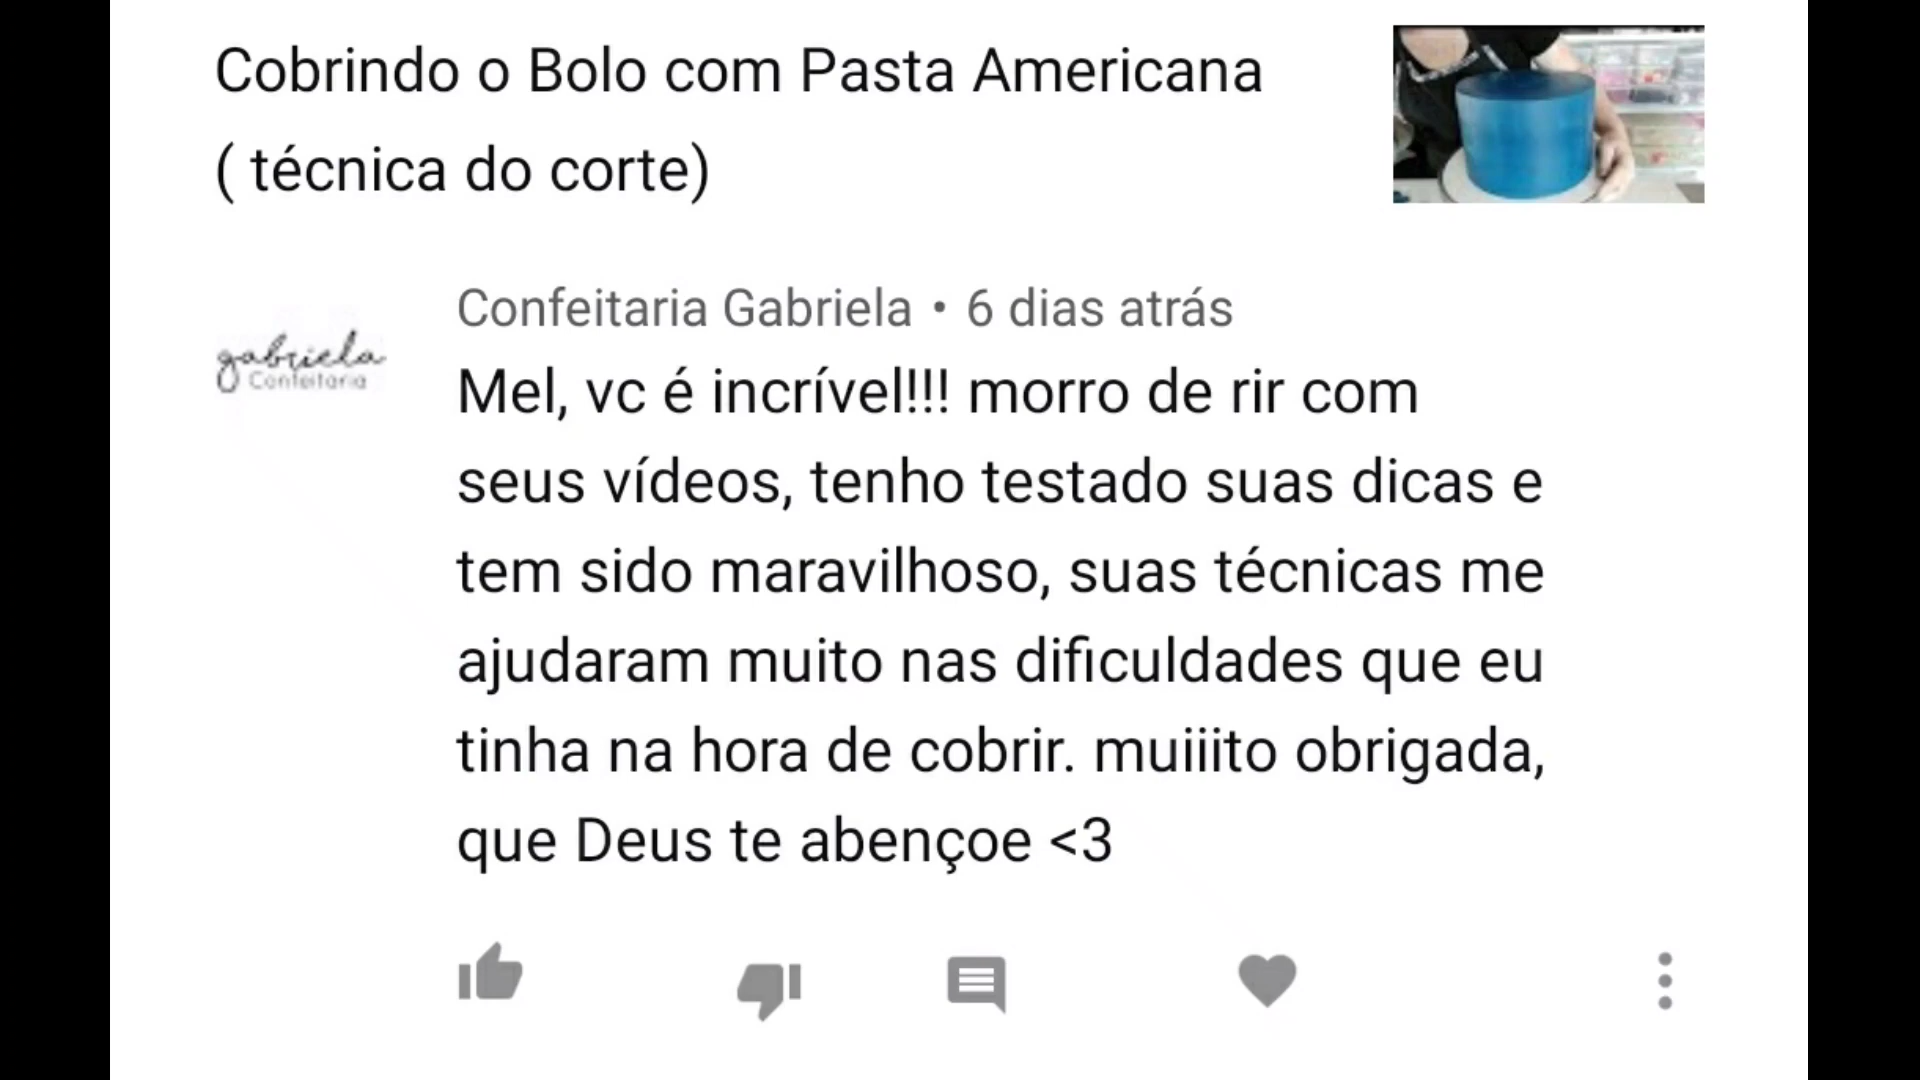 Cobrindo o Bolo com Pasta Americana
( técnica do corte)
Confeitaria Gabriela • 6 dias atrás
gabriela
Confeitaria
Mel, vc é incrível!!! morro de rir com
seus vídeos, tenho testado suas dicas e
tem sido maravilhoso, suas técnicas me
ajudaram muito nas dificuldades que eu
tinha na hora de cobrir. muiiito obrigada,
que Deus te abençoe <3